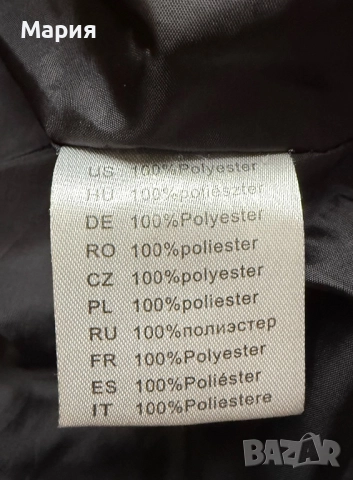 Мария
US 100%Polyester
HU 100%poliészter
DE 100%Polyester
RO 100%poliester
CZ 100%polyester
PL 100%poliester
RU 100%полиэстер
FR 100%Polyester
ES 100%Poliéster
IT 100%Poliestere
BAZAR